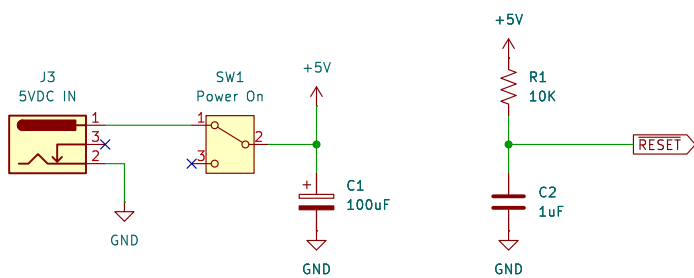 J3
5VDC IN
1
3
2
GND
SW1
Power On
1
2
3
+5V
+
C1
100uF
GND
+5V
R1
10K
RESET
C2
1uF
GND